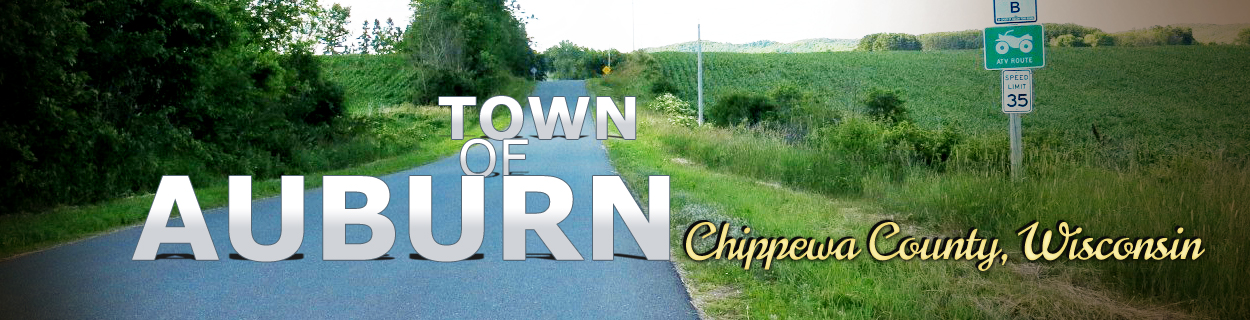 B
ATV ROUTE
SPEED
LIMIT
35
TOWN
OF
AUBURN
Chippewa County, Wisconsin